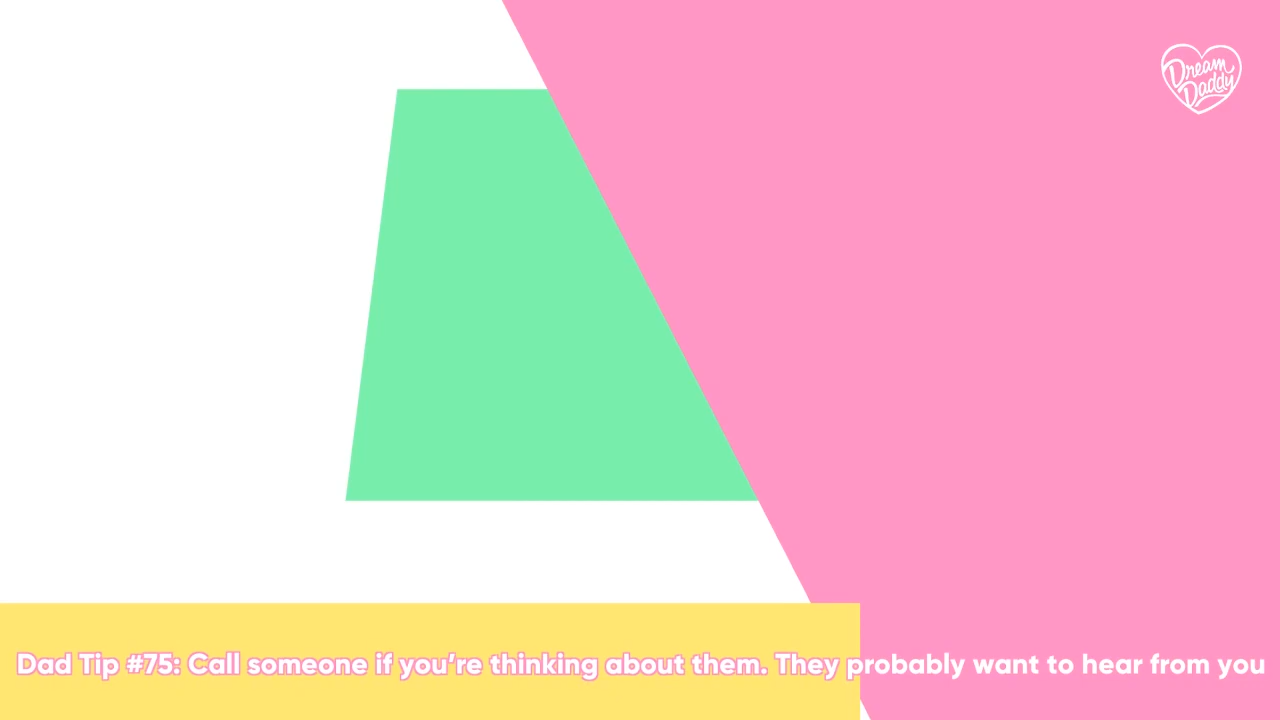 Dream
Daddy
Dad Tip #75: Call someone if you're thinking about them. They probably want to hear from you